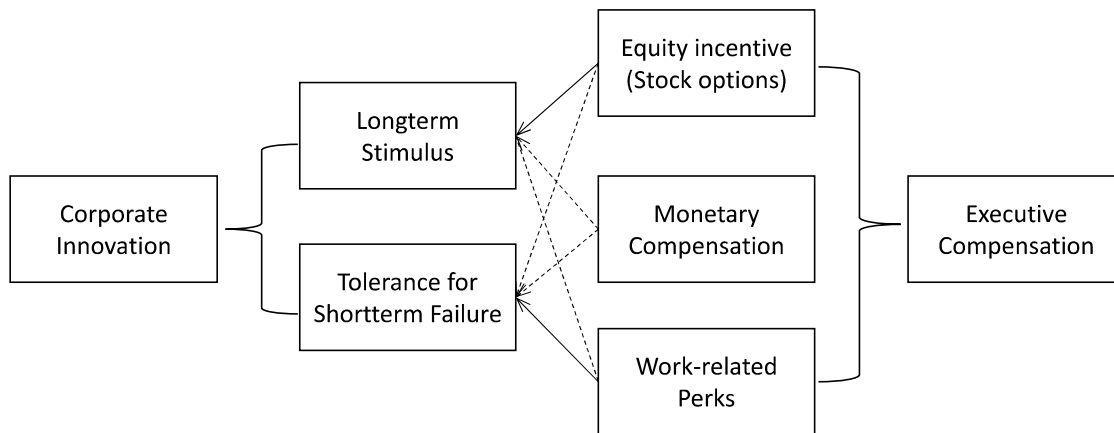 Corporate
Innovation
Longterm
Stimulus
Tolerance for
Shortterm Failure
Equity incentive
(Stock options)
Monetary
Compensation
Work-related
Perks
Executive
Compensation